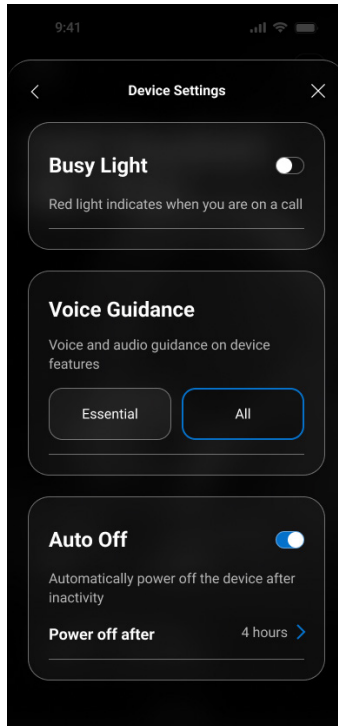 9:41
Device Settings
Busy Light
Red light indicates when you are on a call
Voice Guidance
Voice and audio guidance on device
features
Essential
All
Auto Off
Automatically power off the device after
inactivity
Power off after
4 hours